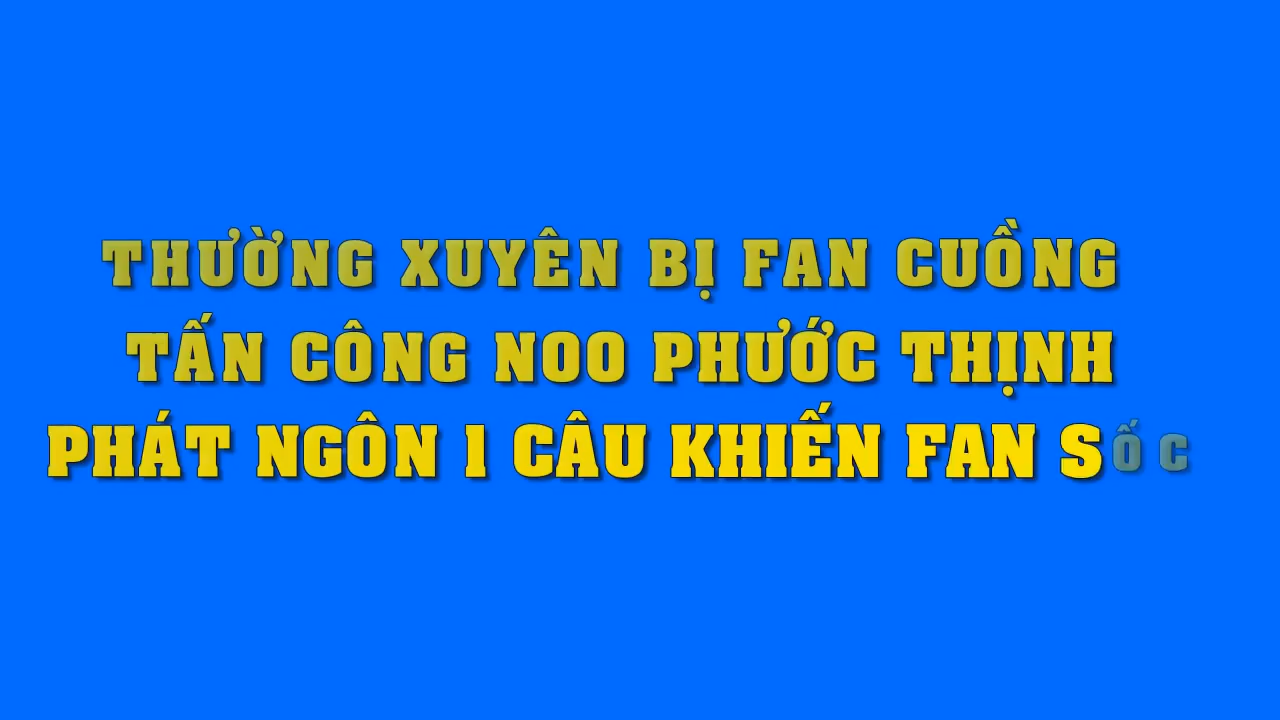 THƯỜNG XUYÊN BỊ FAN CUỒNG
TẤN CÔNG NOO PHƯỚC THỊNH
PHÁT NGÔN 1 CÂU KHIẾN FAN SỐC